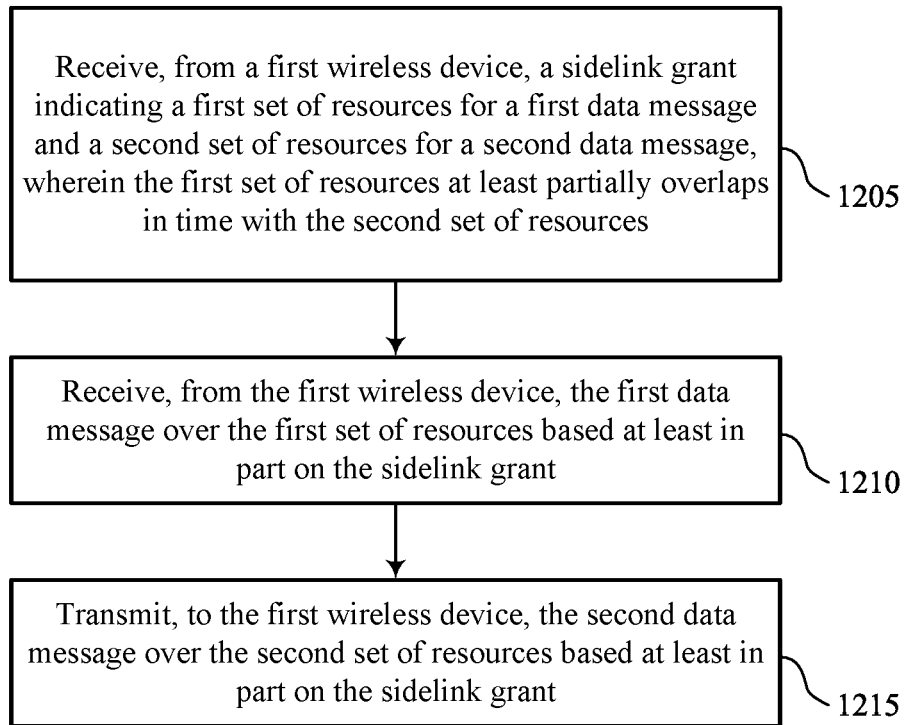 Receive, from a first wireless device, a sidelink grant
indicating a first set of resources for a first data message
and a second set of resources for a second data message,
wherein the first set of resources at least partially overlaps
in time with the second set of resources
1205
Receive, from the first wireless device, the first data
message over the first set of resources based at least in
part on the sidelink grant
1210
Transmit, to the first wireless device, the second data
message over the second set of resources based at least in
part on the sidelink grant
1215